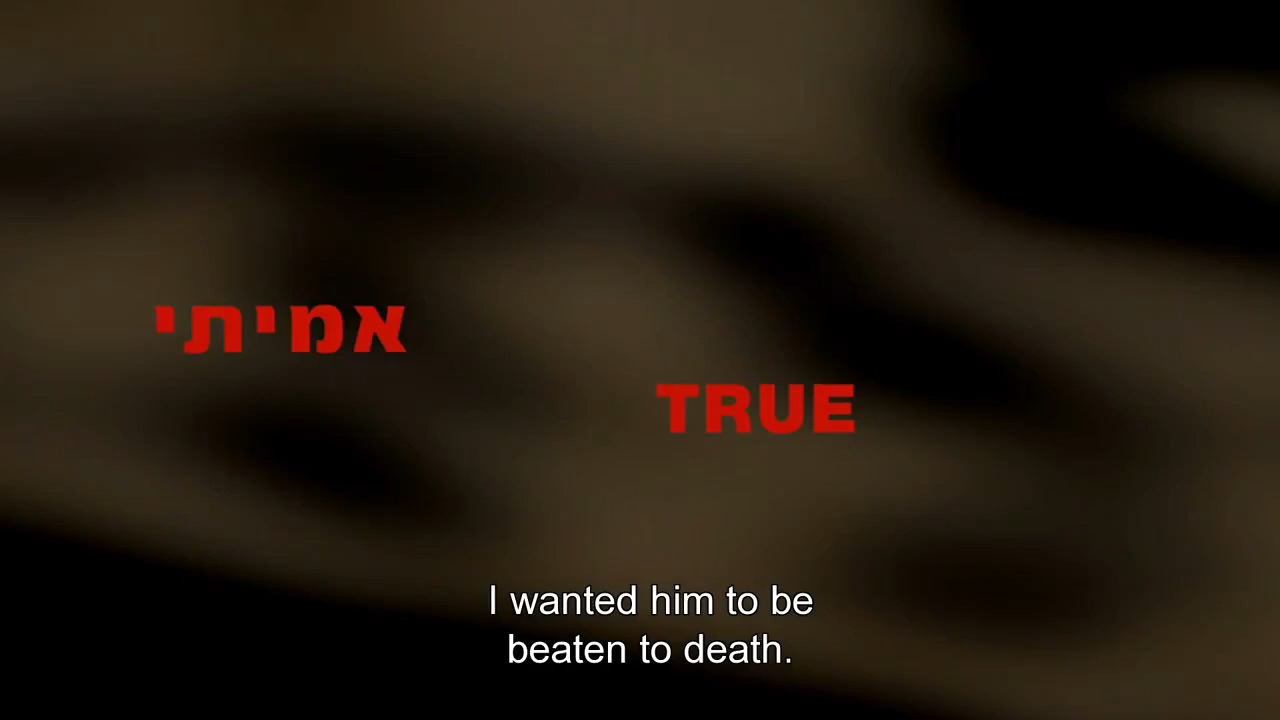 אמיתי
TRUE
I wanted him to be
beaten to death.